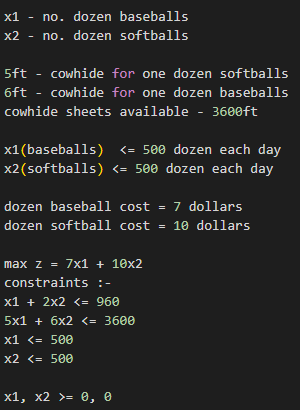 x1 - no. dozen baseballs
x2 - no. dozen softballs
5ft - cowhide for one dozen softballs
6ft - cowhide for one dozen baseballs
cowhide sheets available - 3600ft
x1(baseballs)  <= 500 dozen each day
x2(softballs) <= 500 dozen each day
dozen baseball cost = 7 dollars
dozen softball cost = 10 dollars
max z = 7x1 + 10x2
constraints :-
x1 + 2x2 <= 960
5x1 + 6x2 <= 3600
x1 <= 500
x2 <= 500
x1, x2 >= 0, 0